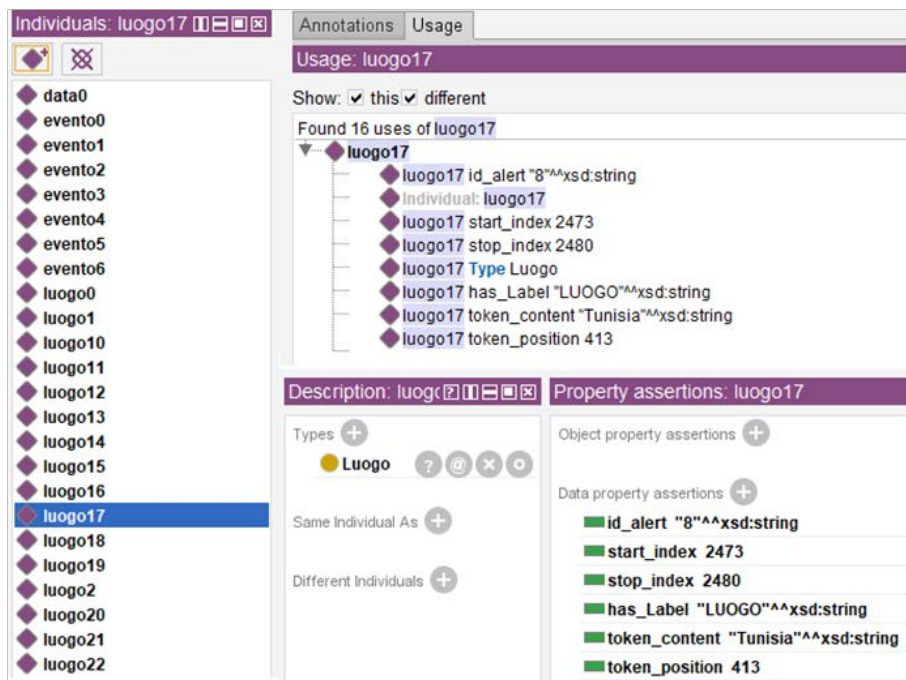 Individuals: luogo17
data0
evento0
evento1
evento2
evento3
evento4
evento5
evento6
luogo0
luogo1
luogo10
luogo11
luogo12
luogo13
luogo14
luogo15
luogo16
luogo17
luogo18
luogo19
luogo2
luogo20
luogo21
luogo22
Annotations Usage
Usage: luogo17
Show: this different
Found 16 uses of luogo17
luogo17
luogo17 id_alert "8"^^xsd:string
Individual: luogo17
luogo17 start_index 2473
luogo17 stop_index 2480
luogo17 Type Luogo
luogo17 has_Label "LUOGO"^^xsd:string
luogo17 token_content "Tunisia"^^xsd:string
luogo17 token_position 413
Description: luogo
Types
Luogo
Same Individual As
Different Individuals
Property assertions: luogo17
Object property assertions
Data property assertions
id_alert "8"^^xsd:string
start_index 2473
stop_index 2480
has_Label "LUOGO"^^xsd:string
token_content "Tunisia"^^xsd:string
token_position 413